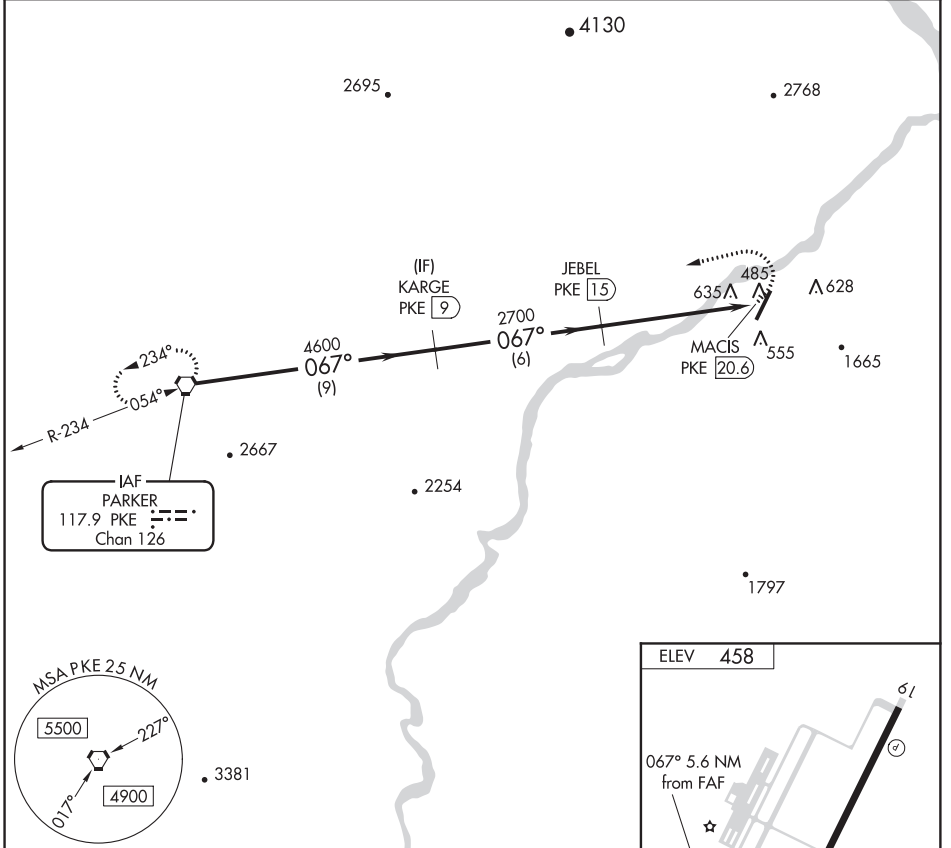 4130
2695
2768
(IF)
KARGE
PKE 9
JEBEL
PKE 15
485
635
628
2700
067°
(6)
4600
067°
(9)
MACIS
PKE 20.6
555
1665
234°
054°
R-234
2667
2254
IAF
PARKER
117.9 PKE
Chan 126
1797
MSA PKE 25 NM
5500
227°
017°
4900
3381
ELEV 458
19
067° 5.6 NM
from FAF
P